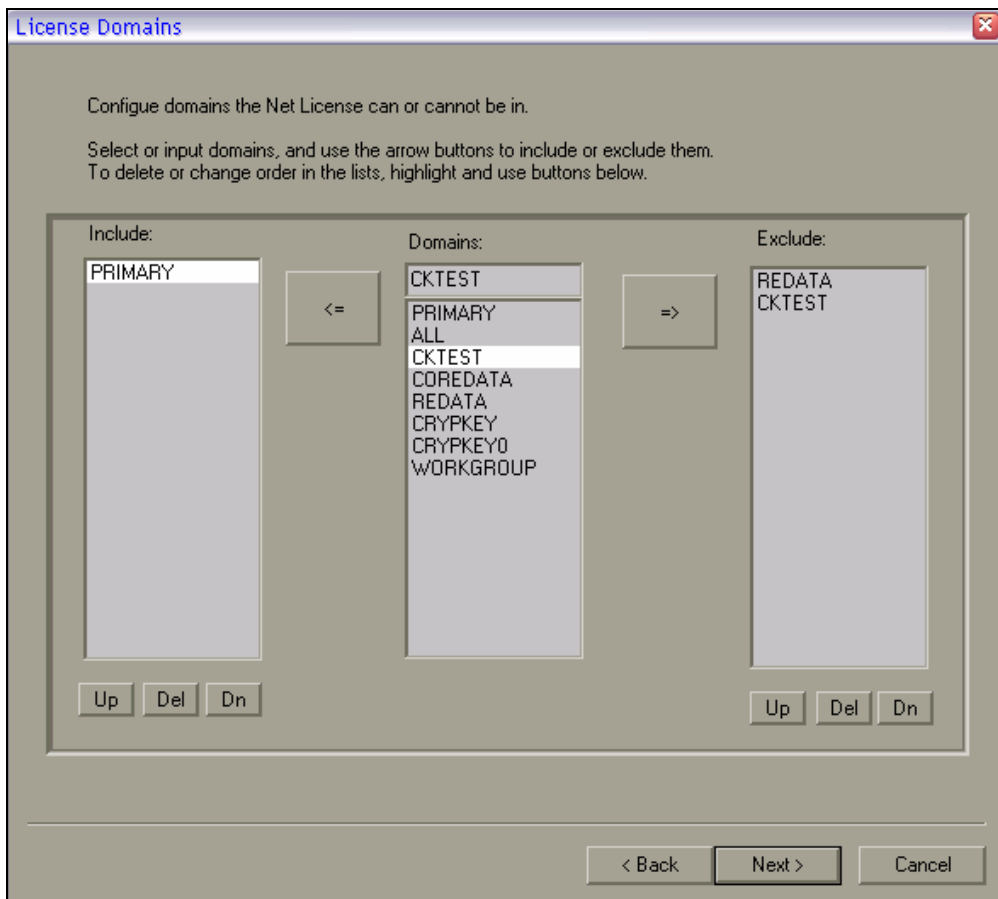 License Domains
Configue domains the Net License can or cannot be in.
Select or input domains, and use the arrow buttons to include or exclude them.
To delete or change order in the lists, highlight and use buttons below.
Include:
PRIMARY
<=
Up
Del
Dn
Domains:
CKTEST
PRIMARY
ALL
CKTEST
COREDATA
REDATA
CRYPKEY
CRYPKEY0
WORKGROUP
=>
Exclude:
REDATA
CKTEST
Up
Del
Dn
< Back
Next >
Cancel